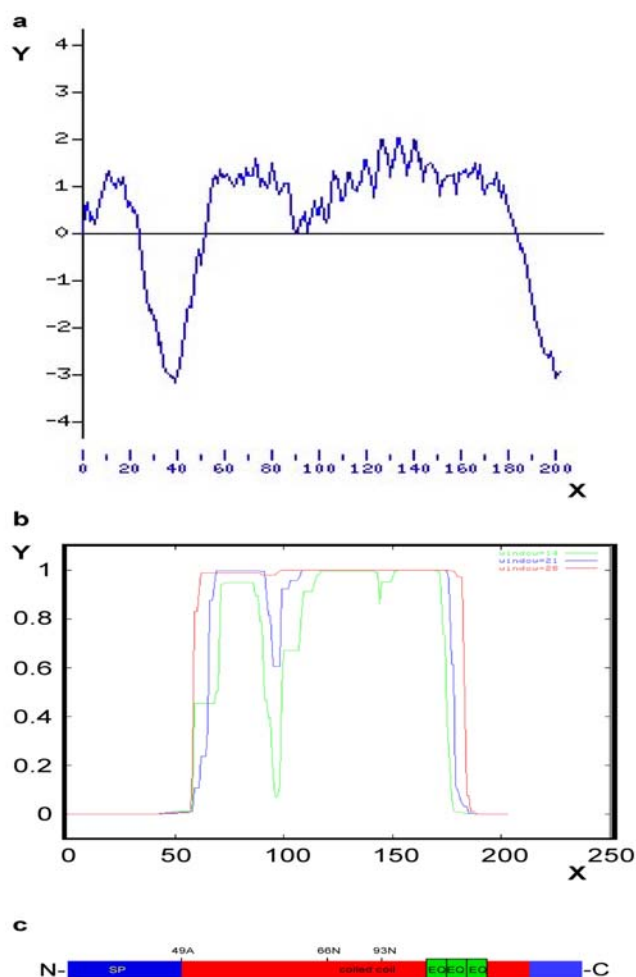 a
Y
4
3
2
1
0
-1
-2
-3
-4
0 20 40 60 80 100 120 140 160 180 200
X
b
Y
window=14
window=21
window=28
1
0.8
0.6
0.4
0.2
0
0 50 100 150 200 250
X
c
49A 66N 93N
N- SP coiled coil EQ EQ EQ -C